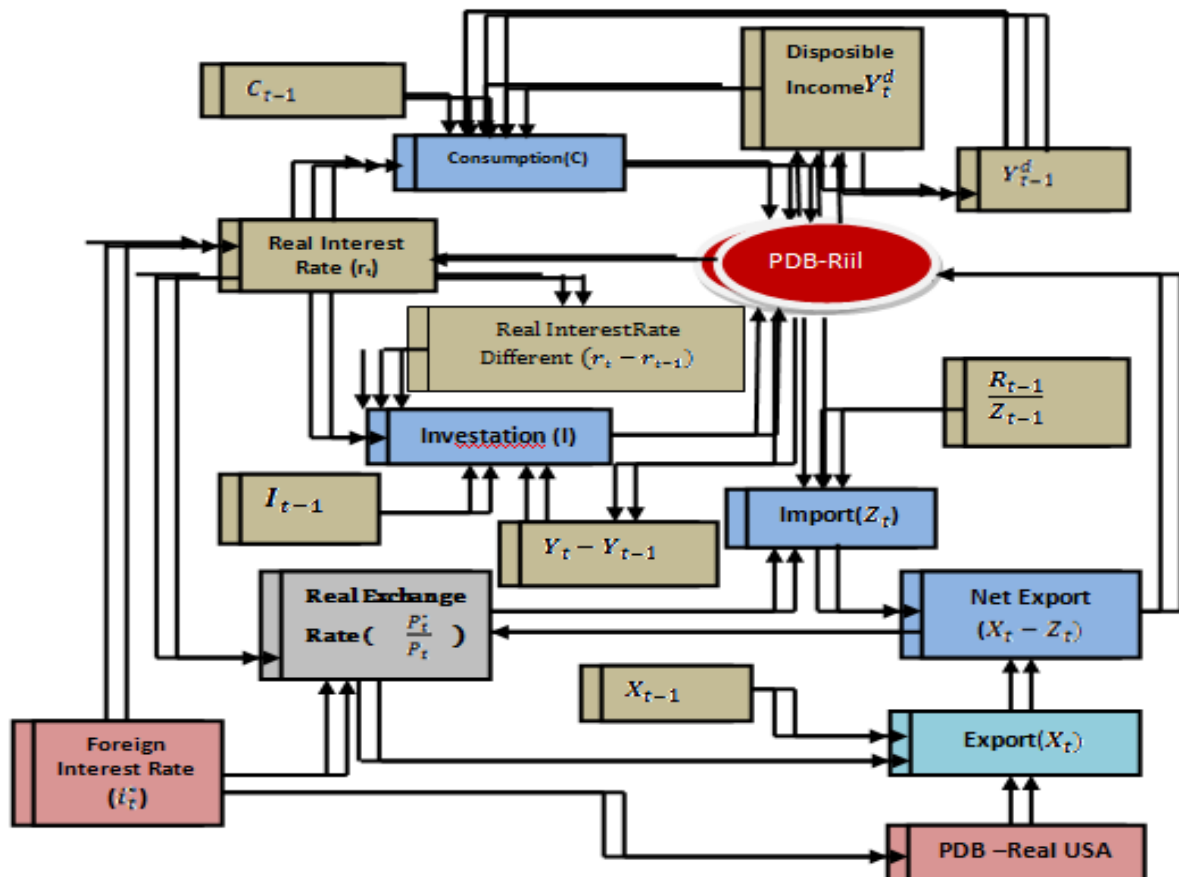 Disposible
Income Y_t^d
C_{t-1}
Consumption(C)
Y_{t-1}^d
Real Interest
Rate (r_t)
PDB-Riil
Real InterestRate
Different (r_t − r_{t-1})
R_{t-1}
Z_{t-1}
Investation (I)
I_{t-1}
Import(Z_t)
Y_t − Y_{t-1}
Real Exchan
Rate( P_t^*/P_t )
Net Export
(X_t − Z_t)
X_{t-1}
Export(X_t)
Foreign
Interest Rate
(i_t^*)
PDB –Real USA